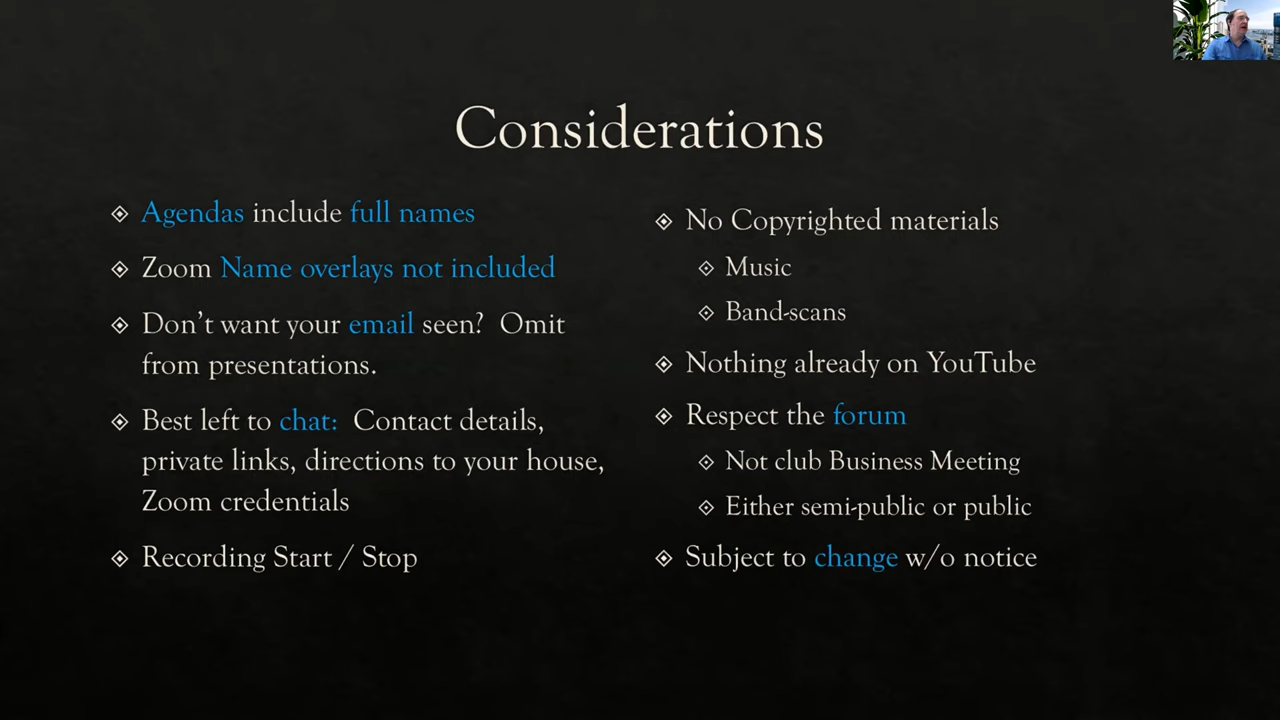 Considerations
Agendas include full names
Zoom Name overlays not included
Don't want your email seen?  Omit
from presentations.
Best left to chat:  Contact details,
private links, directions to your house,
Zoom credentials
Recording Start / Stop
No Copyrighted materials
Music
Band-scans
Nothing already on YouTube
Respect the forum
Not club Business Meeting
Either semi-public or public
Subject to change w/o notice